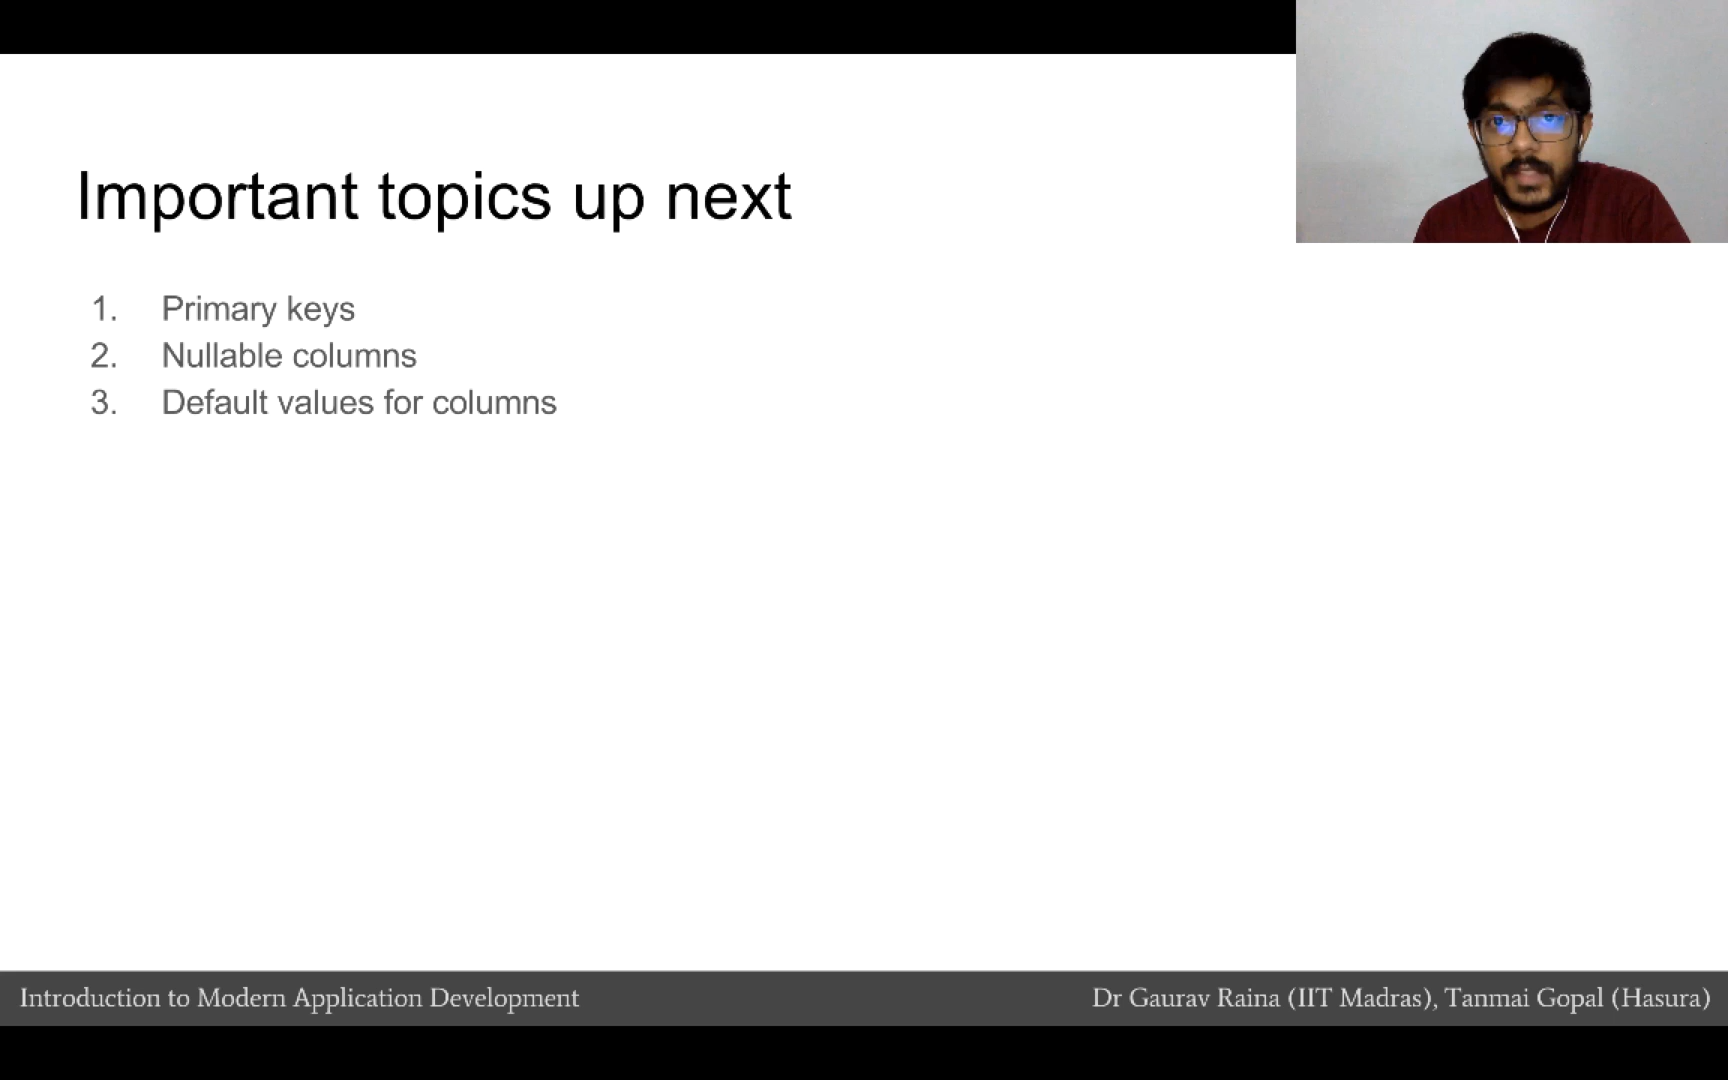 Important topics up next
1. Primary keys
2. Nullable columns
3. Default values for columns
Introduction to Modern Application Development
Dr Gaurav Raina (IIT Madras), Tanmai Gopal (Hasura)